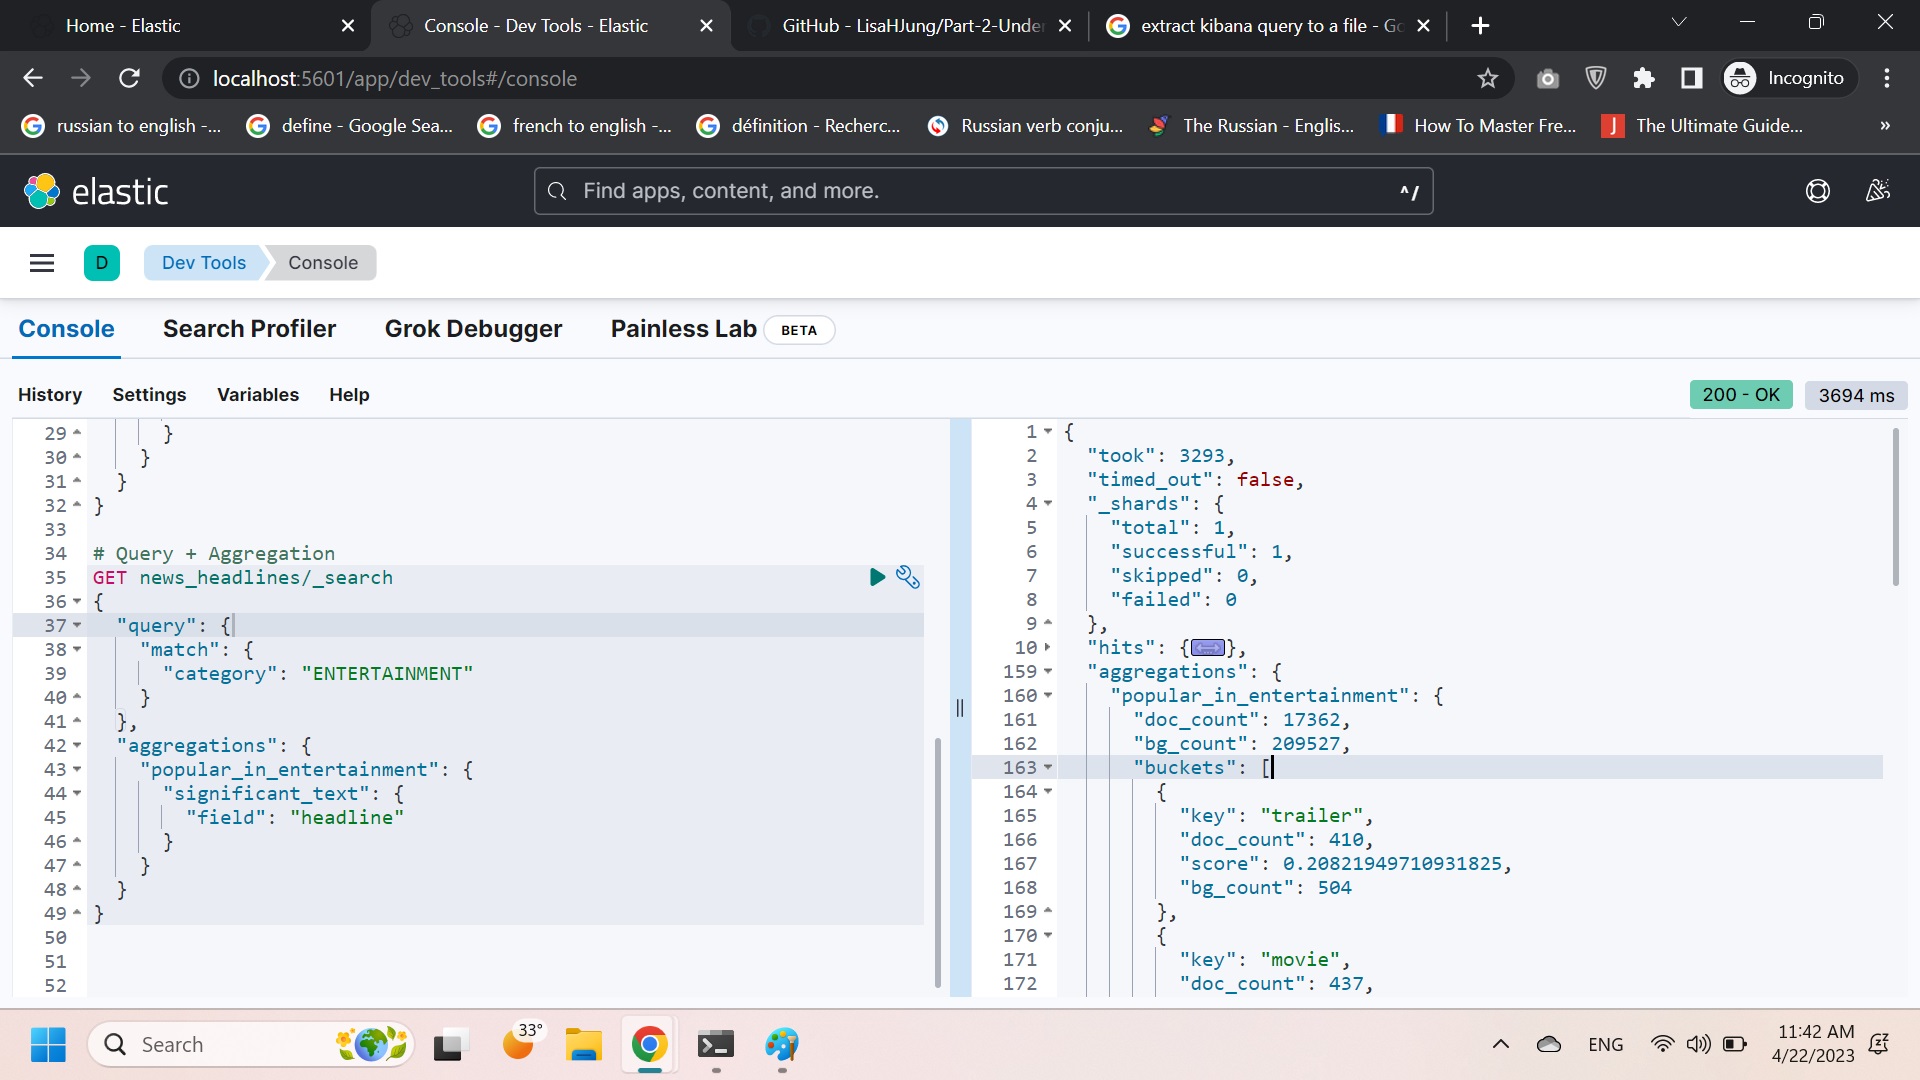 Home - Elastic
Console - Dev Tools - Elastic
GitHub - LisaHJung/Part-2-Under
extract kibana query to a file - Go
localhost:5601/app/dev_tools#/console
Incognito
russian to english -...
define - Google Sea...
french to english -...
définition - Recherc...
Russian verb conju...
The Russian - Englis...
How To Master Fre...
J
The Ultimate Guide...
»
elastic
Find apps, content, and more.
^/
D
Dev Tools
Console
Console
Search Profiler
Grok Debugger
Painless Lab
BETA
History
Settings
Variables
Help
200 - OK
3694 ms
29 }
30 }
31 }
32 }
33
34 # Query + Aggregation
35 GET news_headlines/_search
36 {
37 "query": {
38 "match": {
39 "category": "ENTERTAINMENT"
40 }
41 },
42 "aggregations": {
43 "popular_in_entertainment": {
44 "significant_text": {
45 "field": "headline"
46 }
47 }
48 }
49 }
50
51
52
1 {
2 "took": 3293,
3 "timed_out": false,
4 "_shards": {
5 "total": 1,
6 "successful": 1,
7 "skipped": 0,
8 "failed": 0
9 },
10 "hits": {},
159 "aggregations": {
160 "popular_in_entertainment": {
161 "doc_count": 17362,
162 "bg_count": 209527,
163 "buckets": [
164 {
165 "key": "trailer",
166 "doc_count": 410,
167 "score": 0.20821949710931825,
168 "bg_count": 504
169 },
170 {
171 "key": "movie",
172 "doc_count": 437,
Search
33°
ENG
11:42 AM
4/22/2023